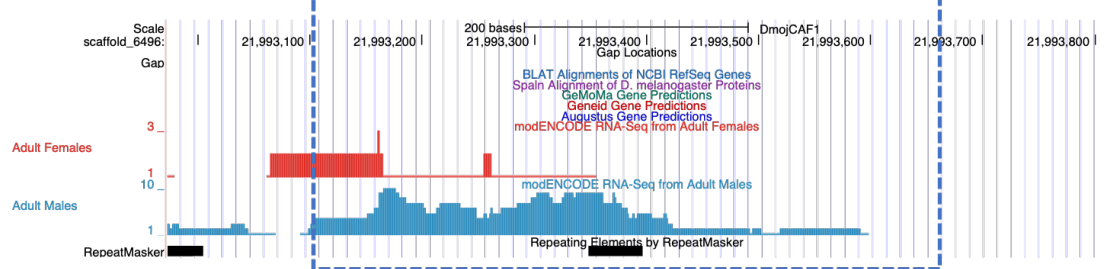 Scale 200 bases DmojCAF1
scaffold_6496: 21,993,100 21,993,200 21,993,300 21,993,400 21,993,500 21,993,600 21,993,700 21,993,800
Gap Locations
Gap
BLAT Alignments of NCBI RefSeq Genes
Spaln Alignment of D. melanogaster Proteins
GeMoMa Gene Predictions
Geneid Gene Predictions
Augustus Gene Predictions
modENCODE RNA-Seq from Adult Females
3
Adult Females
1
modENCODE RNA-Seq from Adult Males
10
Adult Males
1
Repeating Elements by RepeatMasker
RepeatMasker